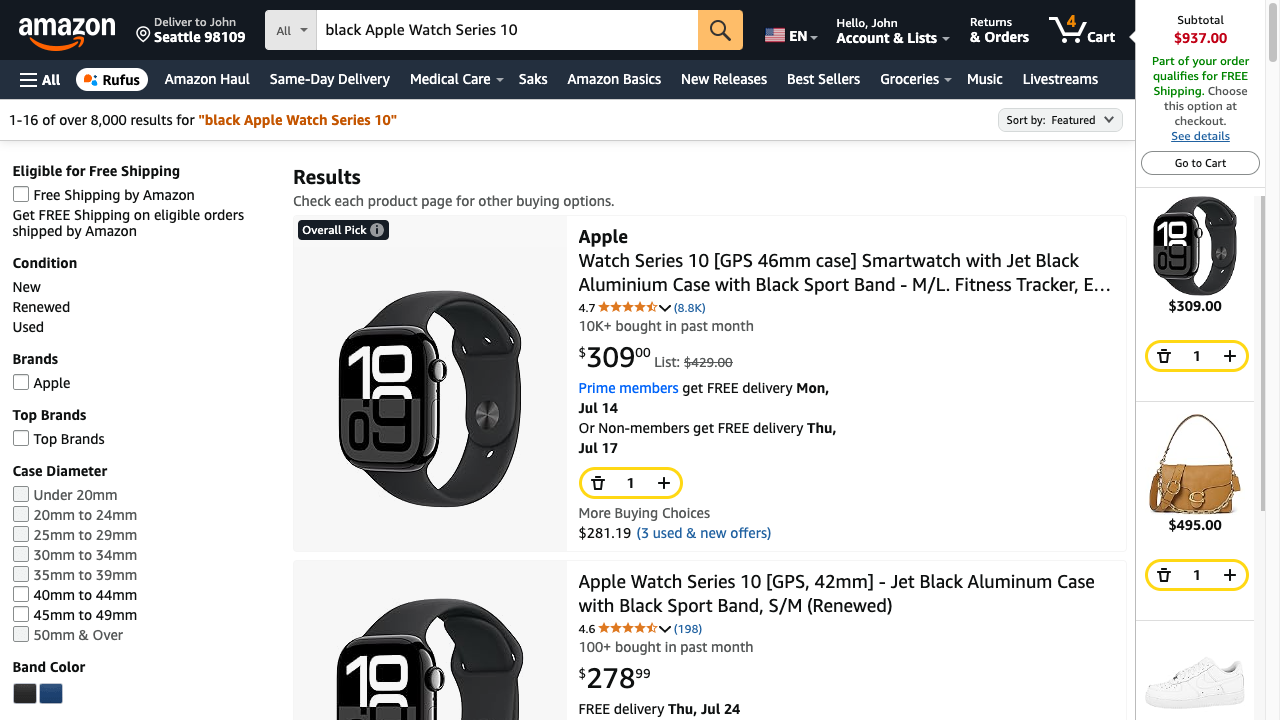 amazon
Deliver to John
Seattle 98109
All
black Apple Watch Series 10
EN
Hello, John
Account & Lists
Returns
& Orders
4
Cart
All
Rufus
Amazon Haul
Same-Day Delivery
Medical Care
Saks
Amazon Basics
New Releases
Best Sellers
Groceries
Music
Livestreams
1-16 of over 8,000 results for "black Apple Watch Series 10"
Sort by: Featured
Eligible for Free Shipping
Free Shipping by Amazon
Get FREE Shipping on eligible orders
shipped by Amazon
Condition
New
Renewed
Used
Brands
Apple
Top Brands
Top Brands
Case Diameter
Under 20mm
20mm to 24mm
25mm to 29mm
30mm to 34mm
35mm to 39mm
40mm to 44mm
45mm to 49mm
50mm & Over
Band Color
Results
Check each product page for other buying options.
Overall Pick
10
09
Apple
Watch Series 10 [GPS 46mm case] Smartwatch with Jet Black
Aluminium Case with Black Sport Band - M/L. Fitness Tracker, E…
4.7 (8.8K)
10K+ bought in past month
$309.00 List: $429.00
Prime members get FREE delivery Mon,
Jul 14
Or Non-members get FREE delivery Thu,
Jul 17
1
More Buying Choices
$281.19 (3 used & new offers)
10
Apple Watch Series 10 [GPS, 42mm] - Jet Black Aluminum Case
with Black Sport Band, S/M (Renewed)
4.6 (198)
100+ bought in past month
$278.99
FREE delivery Thu, Jul 24
Subtotal
$937.00
Part of your order
qualifies for FREE
Shipping. Choose
this option at
checkout.
See details
Go to Cart
10
09
$309.00
1
$495.00
1